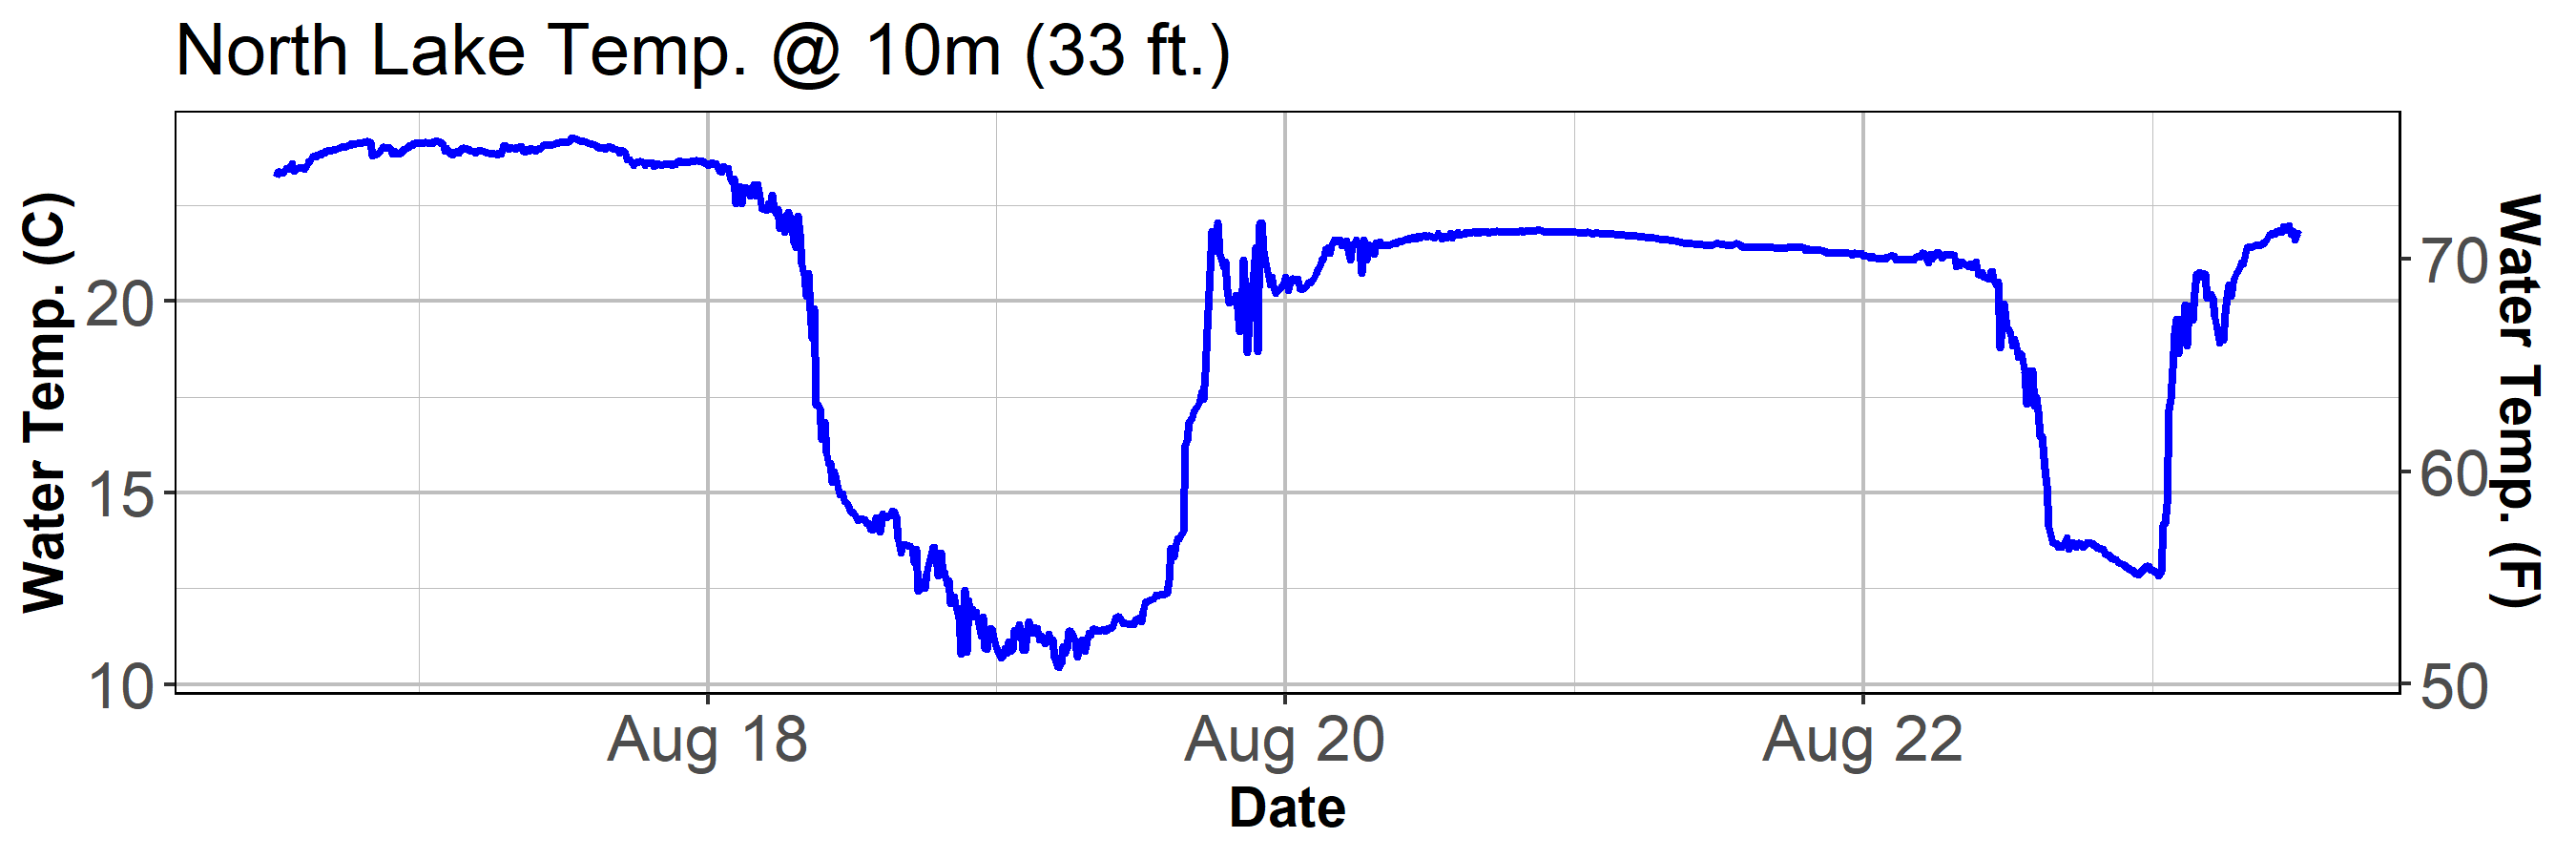 North Lake Temp. @ 10m (33 ft.)
Water Temp. (C)
20
15
10
70
60
50
Water Temp. (F)
Aug 18
Aug 20
Aug 22
Date